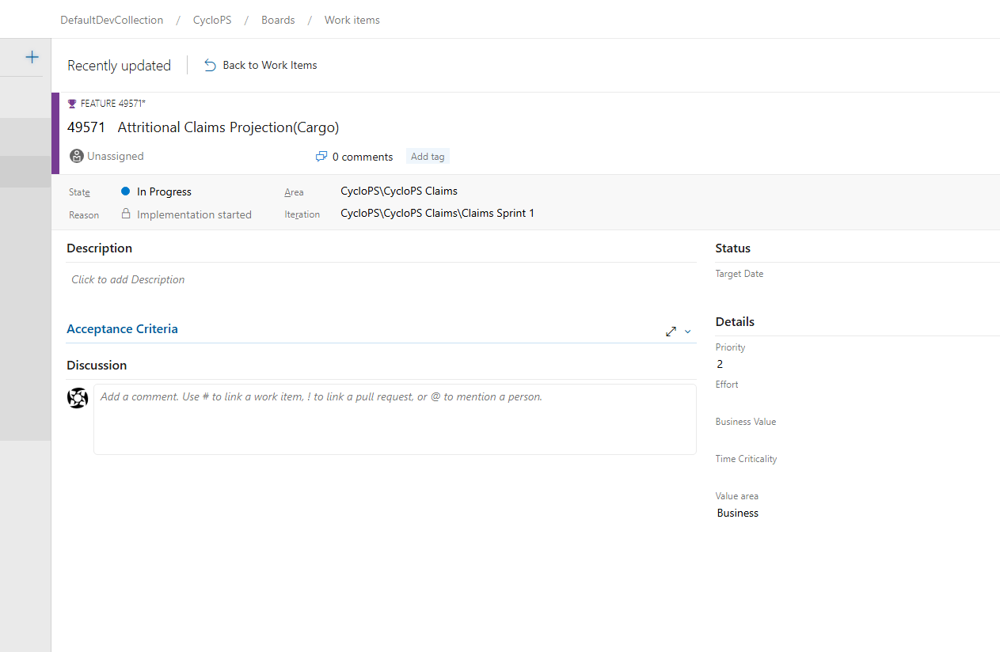 DefaultDevCollection / CycloPS / Boards / Work items
Recently updated Back to Work Items
FEATURE 49571*
49571 Attritional Claims Projection(Cargo)
Unassigned 0 comments Add tag
State In Progress Area CycloPS\CycloPS Claims
Reason Implementation started Iteration CycloPS\CycloPS Claims\Claims Sprint 1
Description
Click to add Description
Acceptance Criteria
Discussion
Add a comment. Use # to link a work item, ! to link a pull request, or @ to mention a person.
Status
Target Date
Details
Priority
2
Effort
Business Value
Time Criticality
Value area
Business